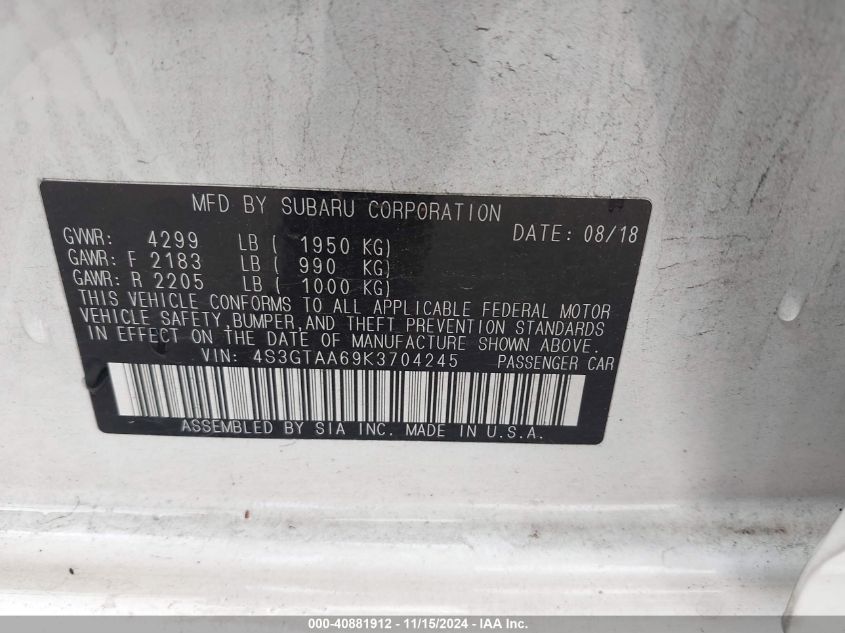 MFD BY SUBARU CORPORATION
DATE: 08/18
GVWR: 4299 LB ( 1950 KG)
GAWR: F 2183 LB ( 990 KG)
GAWR: R 2205 LB ( 1000 KG)
THIS VEHICLE CONFORMS TO ALL APPLICABLE FEDERAL MOTOR
VEHICLE SAFETY,BUMPER,AND THEFT PREVENTION STANDARDS
IN EFFECT ON THE DATE OF MANUFACTURE SHOWN ABOVE.
VIN: 4S3GTAA69K3704245 PASSENGER CAR
ASSEMBLED BY SIA INC. MADE IN U.S.A.
000-40881912 - 11/15/2024 - IAA Inc.